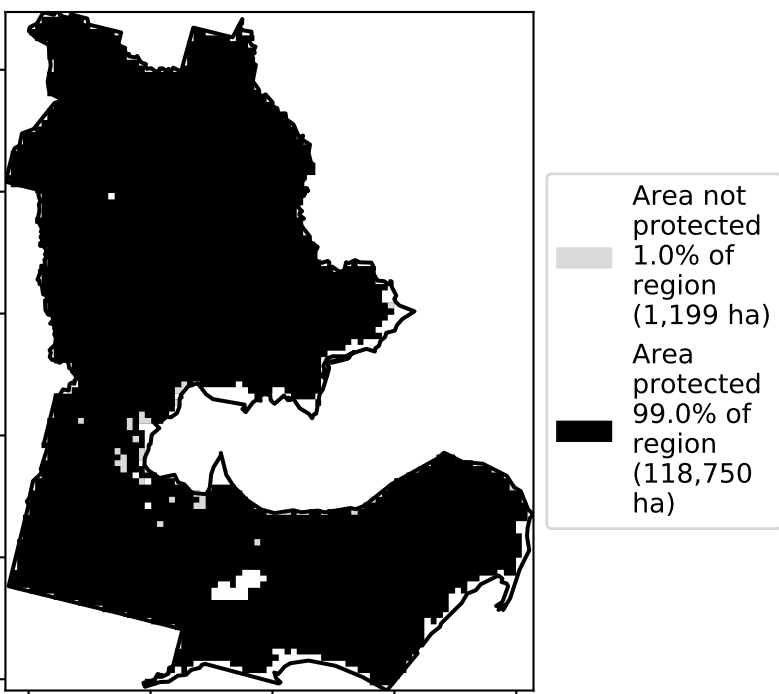 Area not
protected
1.0% of
region
(1,199 ha)
Area
protected
99.0% of
region
(118,750
ha)